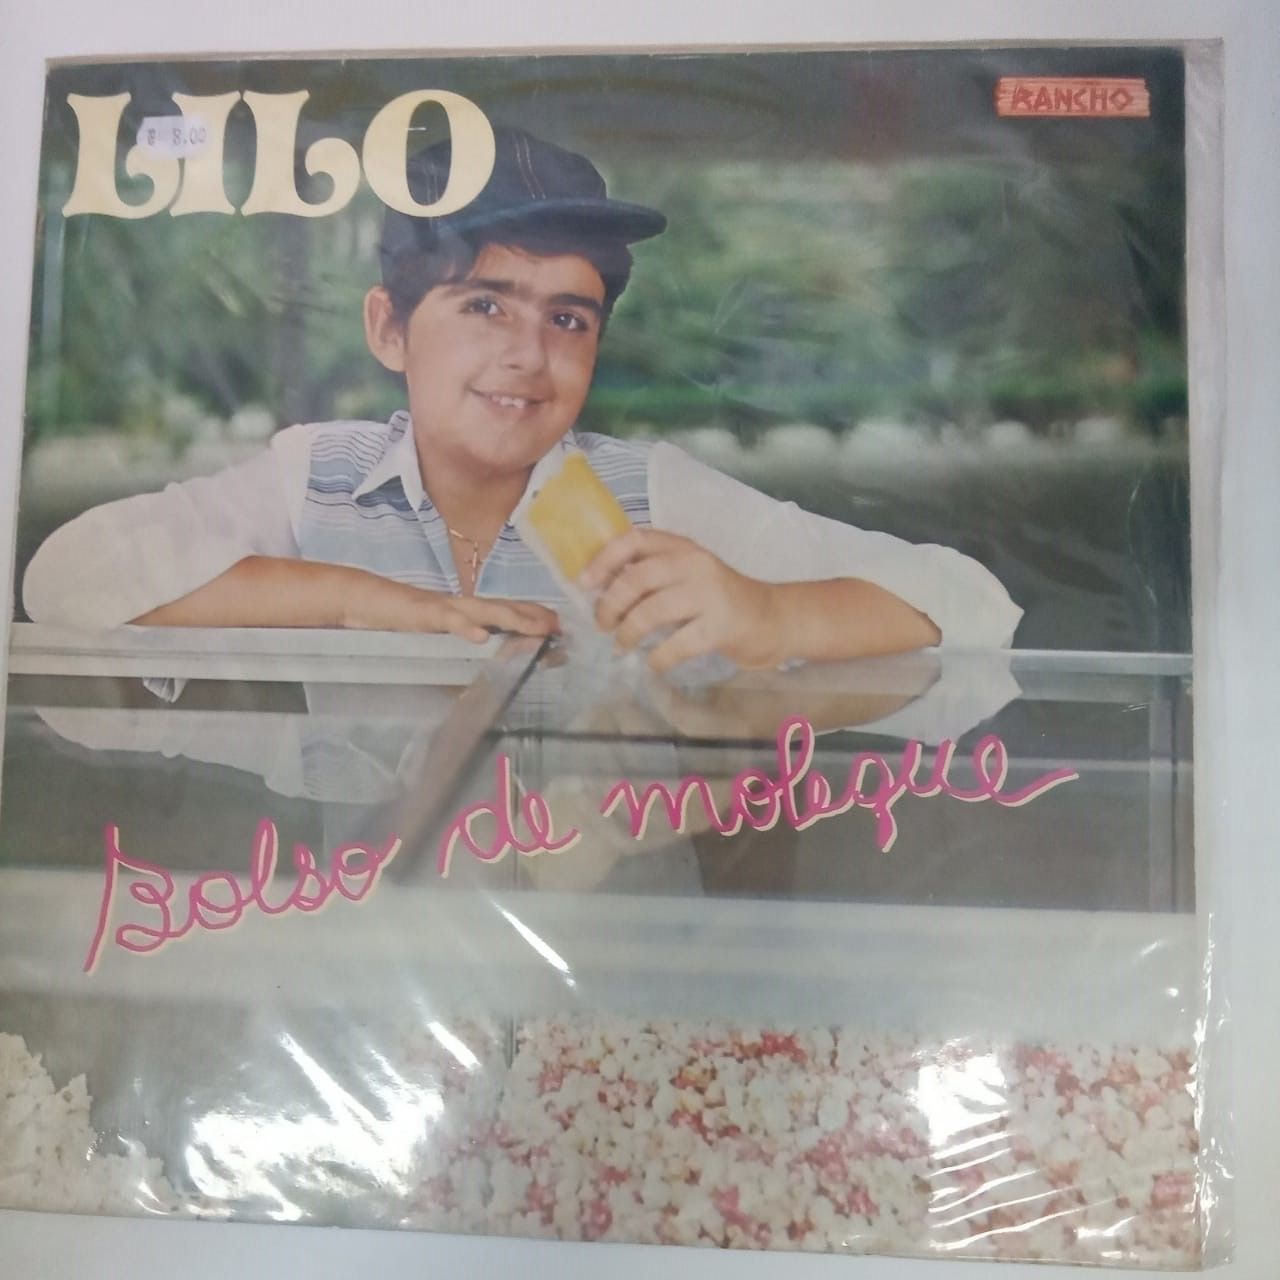 LILO
8,00
RANCHO
Bolso de moleque